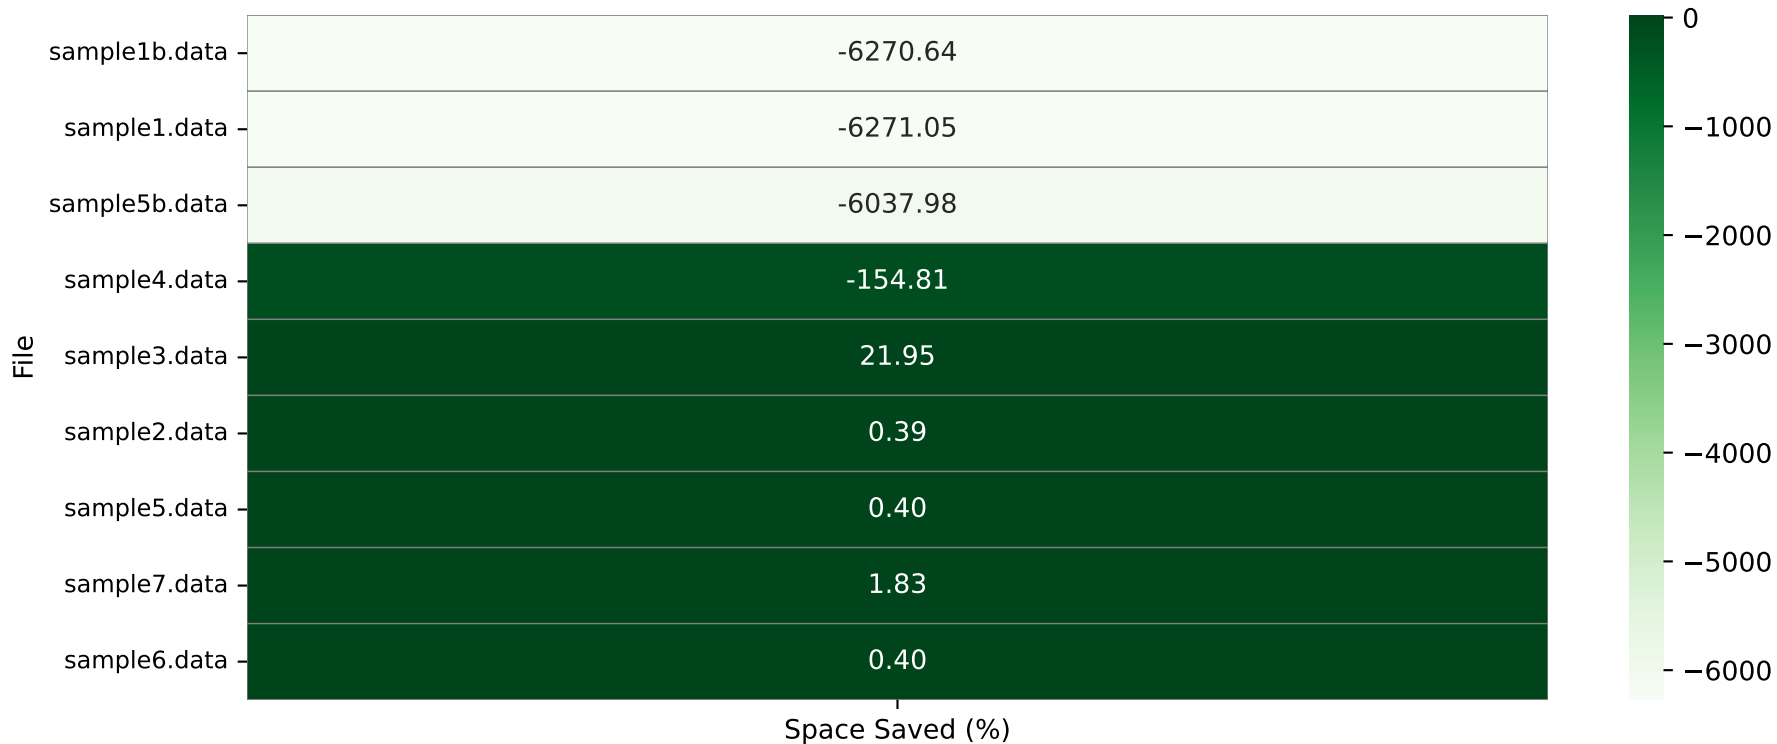 sample1b.data -6270.64
sample1.data -6271.05
sample5b.data -6037.98
sample4.data -154.81
sample3.data 21.95
sample2.data 0.39
sample5.data 0.40
sample7.data 1.83
sample6.data 0.40
File
Space Saved (%)
0
−1000
−2000
−3000
−4000
−5000
−6000